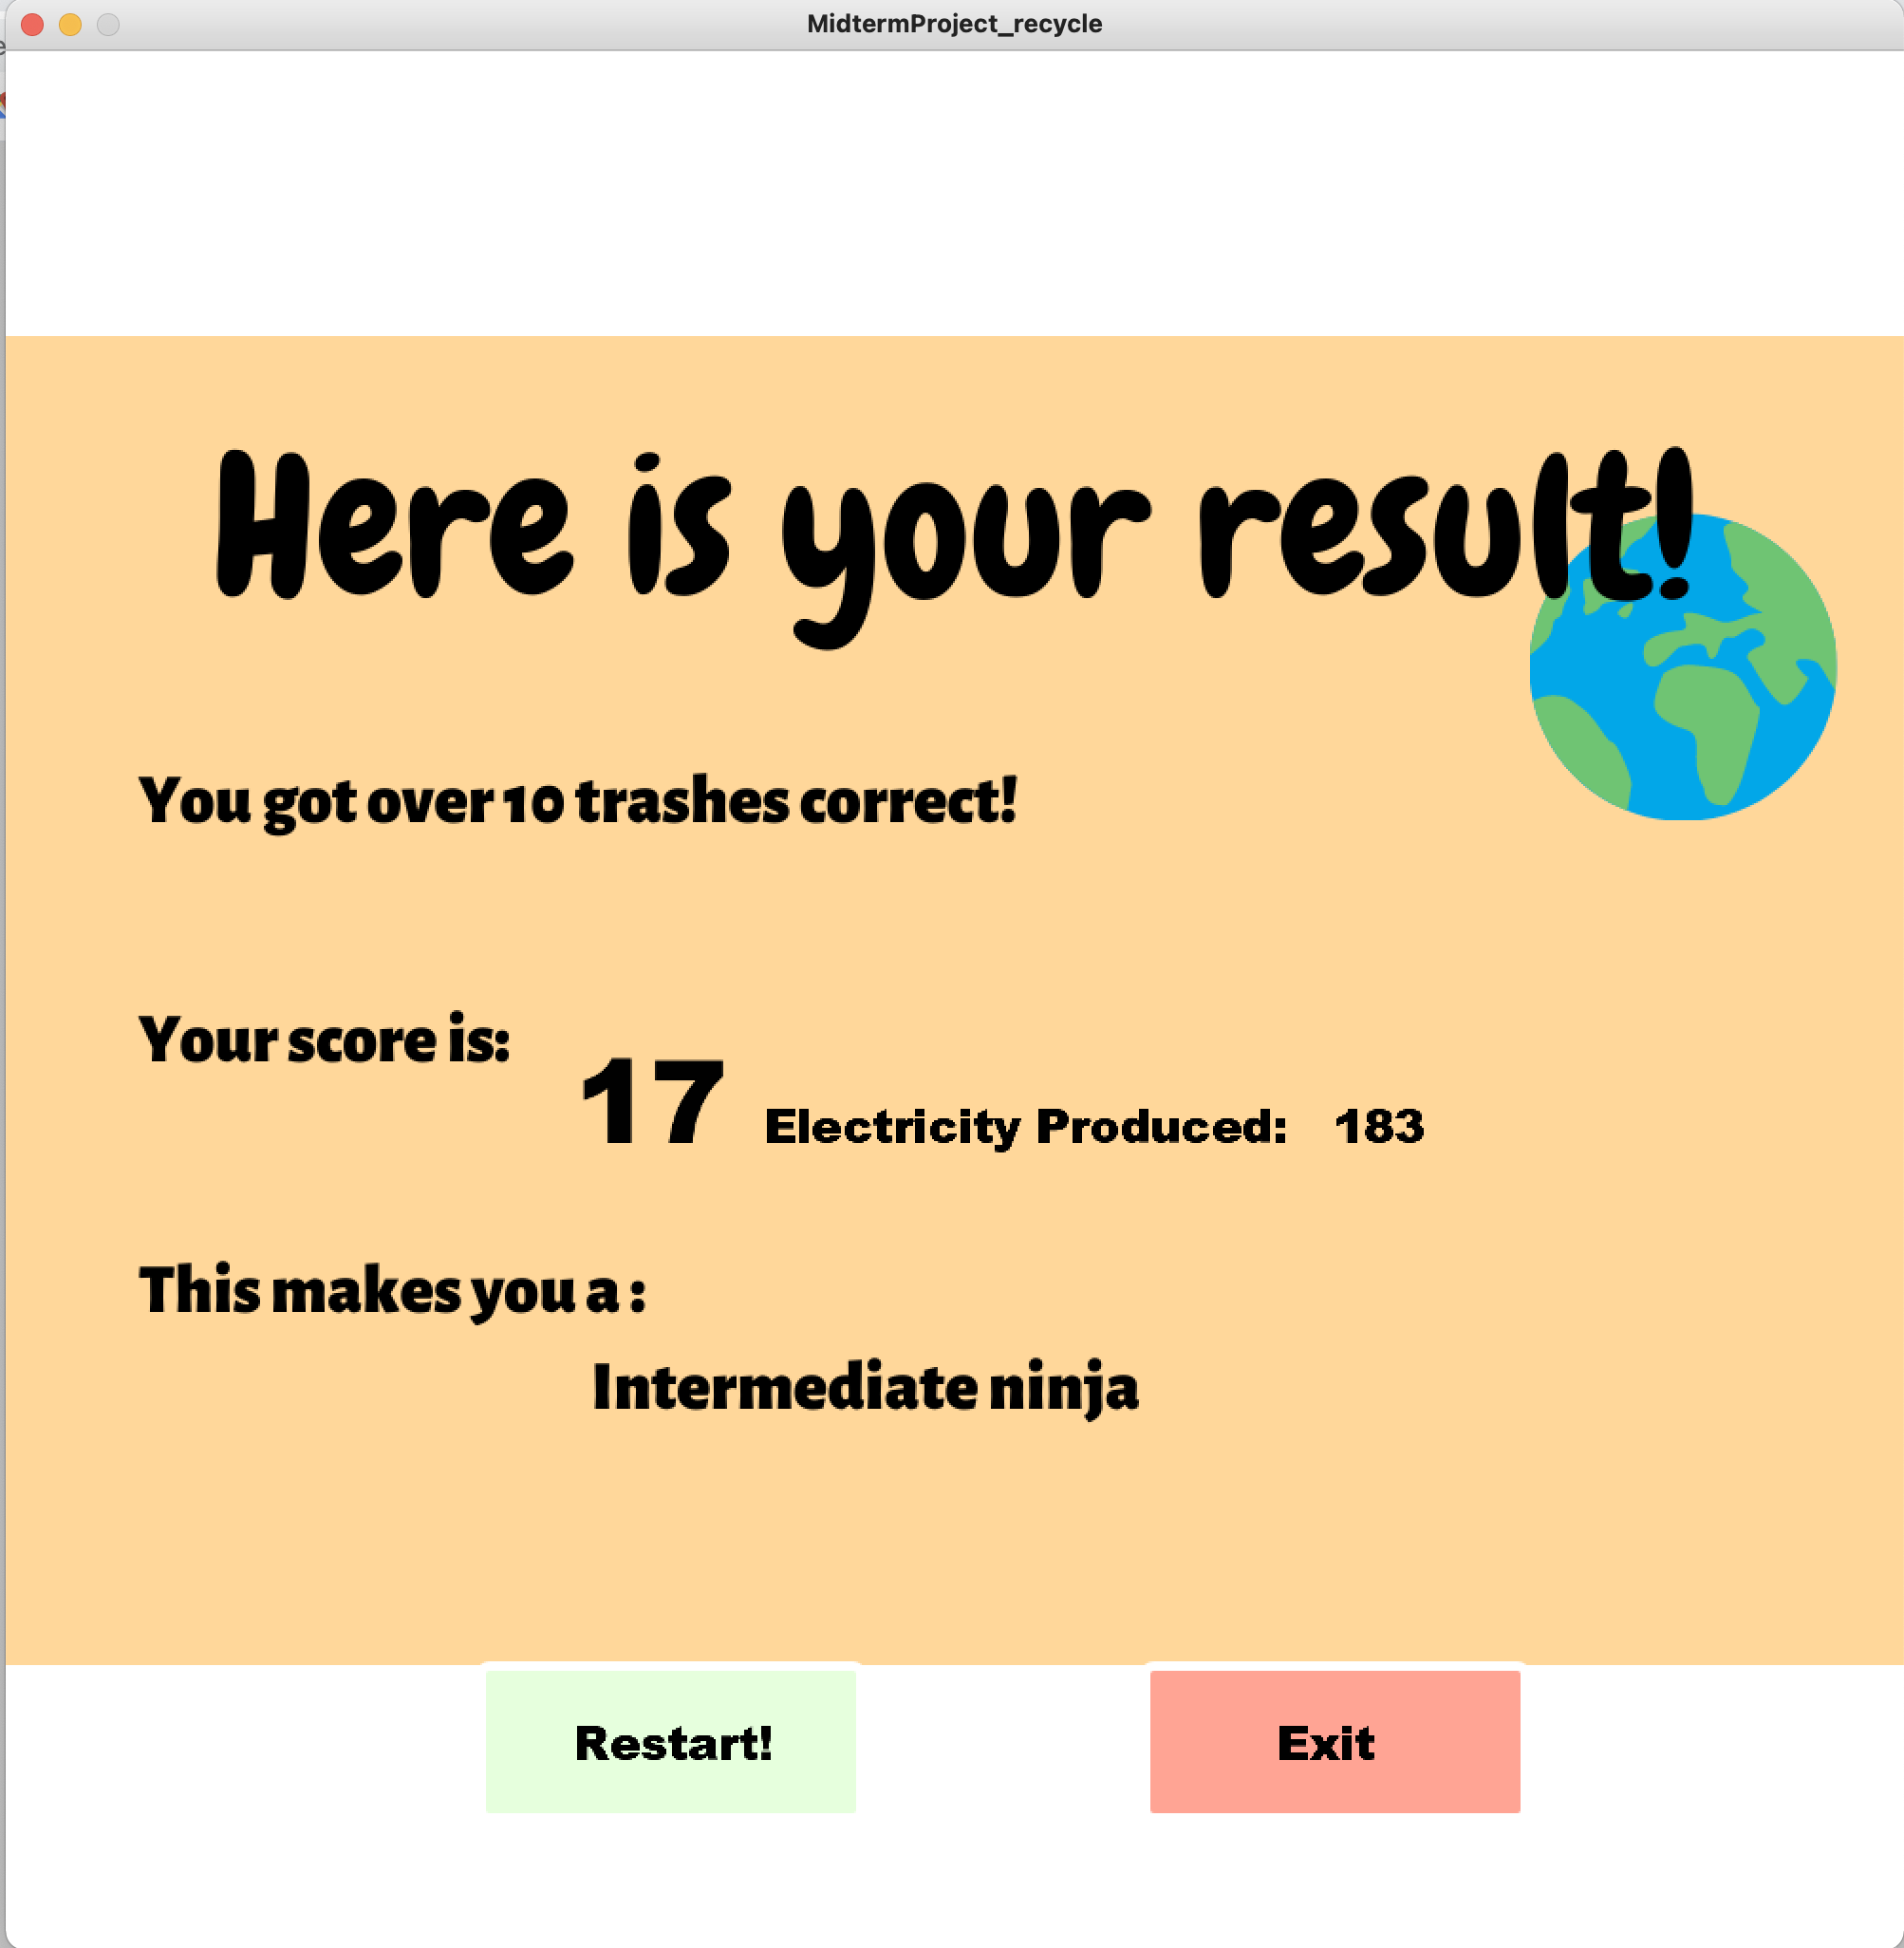 MidtermProject_recycle
Here is your result!
You got over 10 trashes correct!
Your score is:
17 Electricity Produced: 183
This makes you a :
Intermediate ninja
Restart! Exit